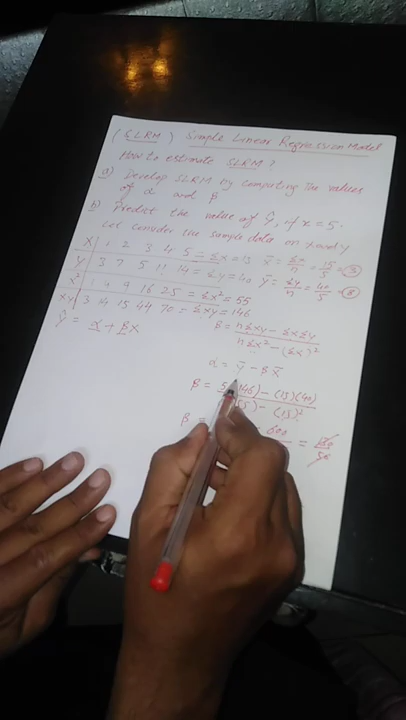 (SLRM) Simple Linear Regression Model
How to estimate SLRM?
a) Develop SLRM by computing the values
of α and β
b) Predict the value of Ŷ, if x = 5.
Let consider the sample data on x and y
X 1 2 3 4 5 = Σx = 15 x̄ = Σx/n = 15/5 = 3
Y 3 7 5 11 14 = Σy = 40 ȳ = Σy/n = 40/5 = 8
X² 1 4 9 16 25 = Σx² = 55
XY 3 14 15 44 70 = Σxy = 146
Ŷ = α + βX
β = nΣxy - ΣxΣy / nΣx² - (Σx)²
α = ȳ - βx̄
β = 5(146) - (15)(40) / (55) - (15)²
β = 600 =
50